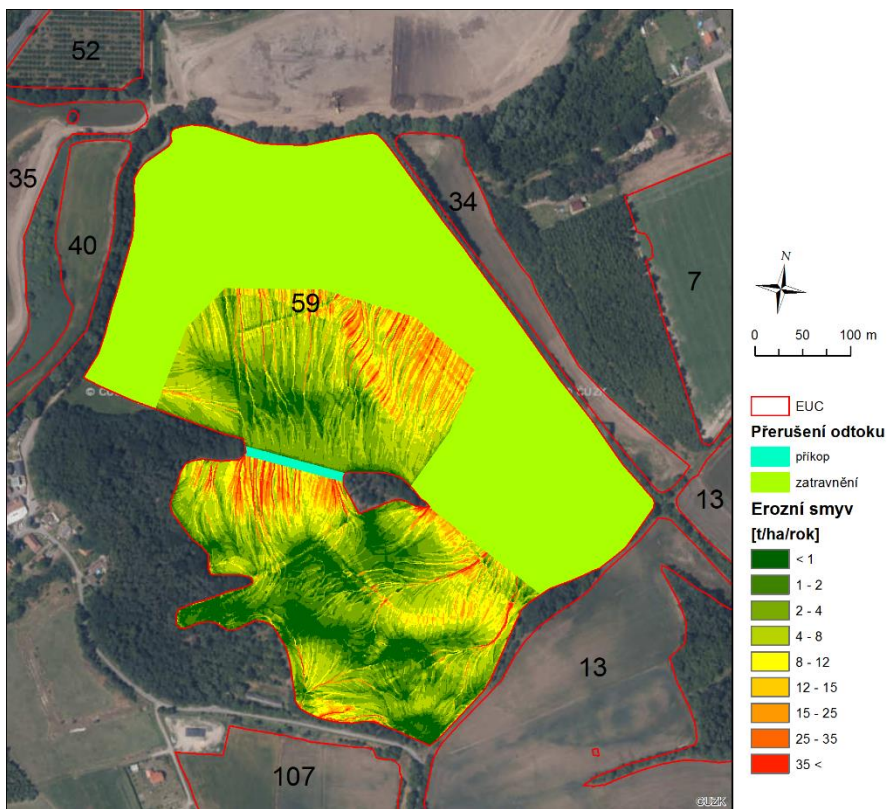 52
35
40
34
7
59
© ČÚZK
13
13
107
ČÚZK
N
0 50 100 m
EUC
Přerušení odtoku
příkop
zatravnění
Erozní smyv
[t/ha/rok]
< 1
1 - 2
2 - 4
4 - 8
8 - 12
12 - 15
15 - 25
25 - 35
35 <